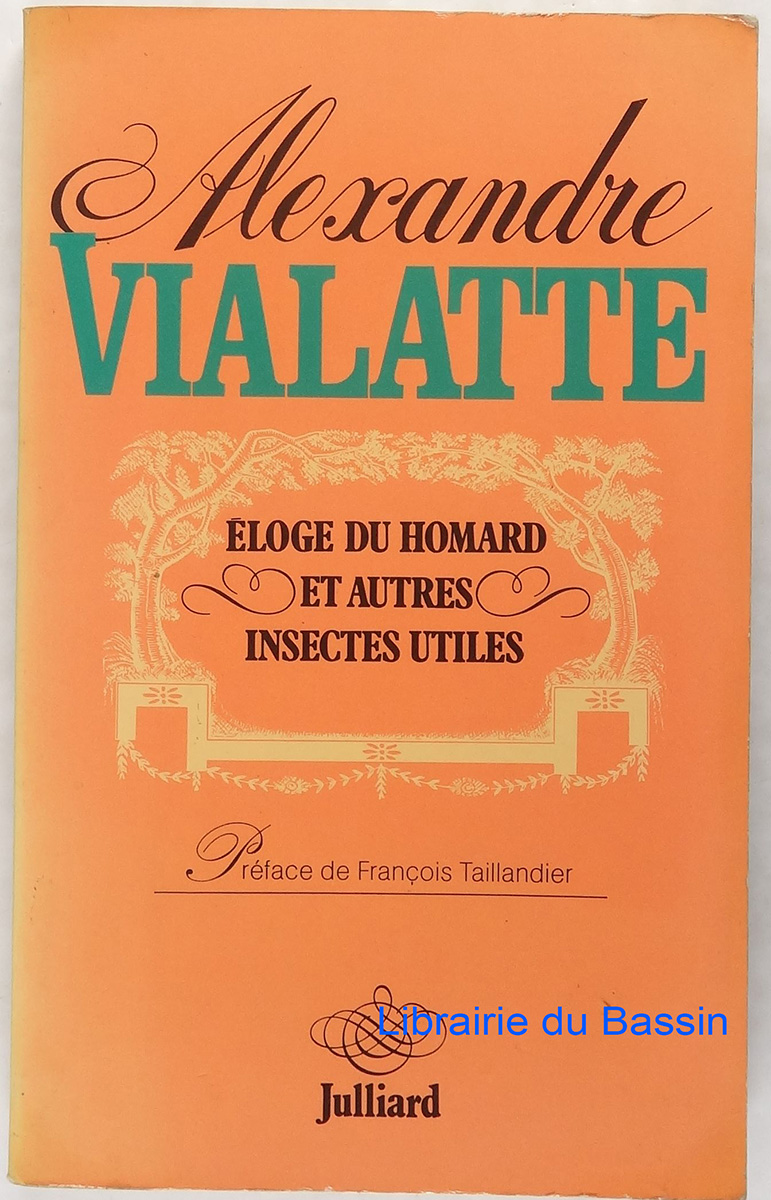 Alexandre
VIALATTE
ÉLOGE DU HOMARD
ET AUTRES
INSECTES UTILES
Préface de François Taillandier
Librairie du Bassin
Julliard